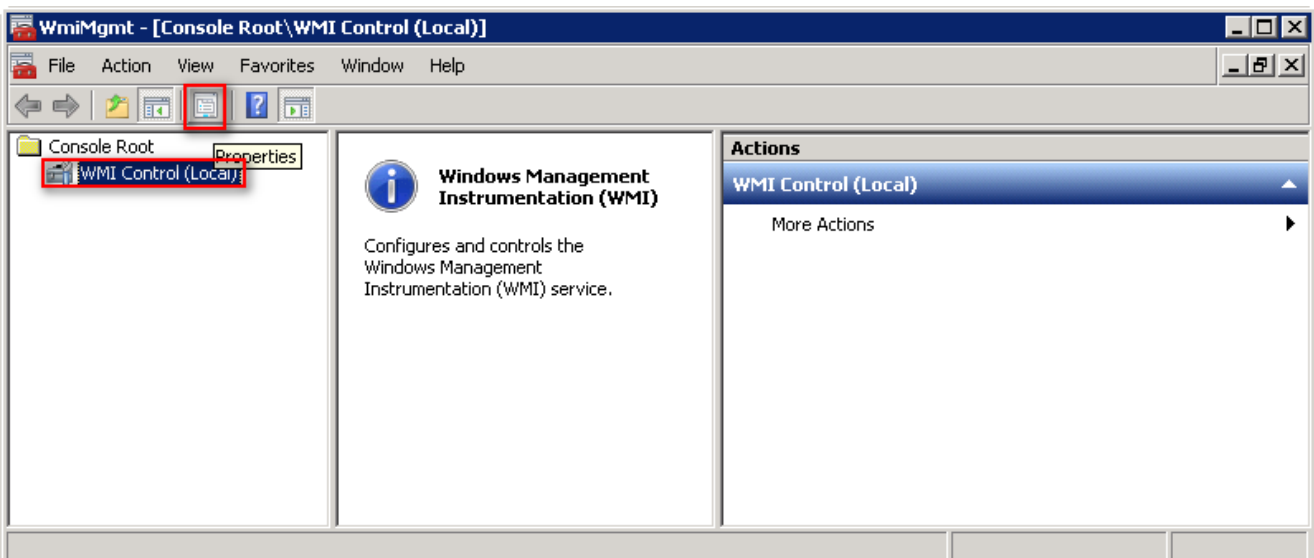 WmiMgmt - [Console Root\WMI Control (Local)]
File Action View Favorites Window Help
Console Root
Properties
WMI Control (Local)
Windows Management
Instrumentation (WMI)
Configures and controls the
Windows Management
Instrumentation (WMI) service.
Actions
WMI Control (Local)
More Actions